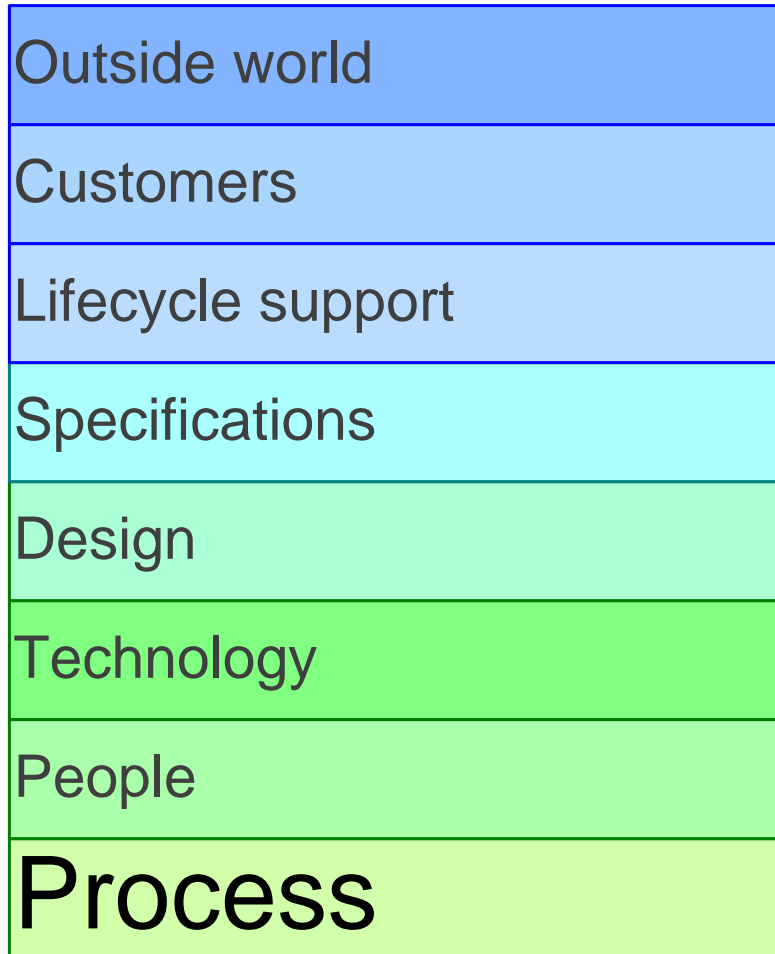 Outside world
Customers
Lifecycle support
Specifications
Design
Technology
People
Process